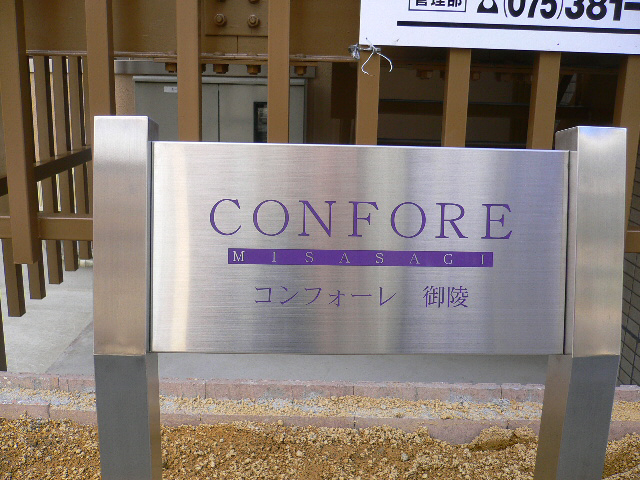 管理部 (075)381-
CONFORE
MISASAGI
コンフォーレ 御陵